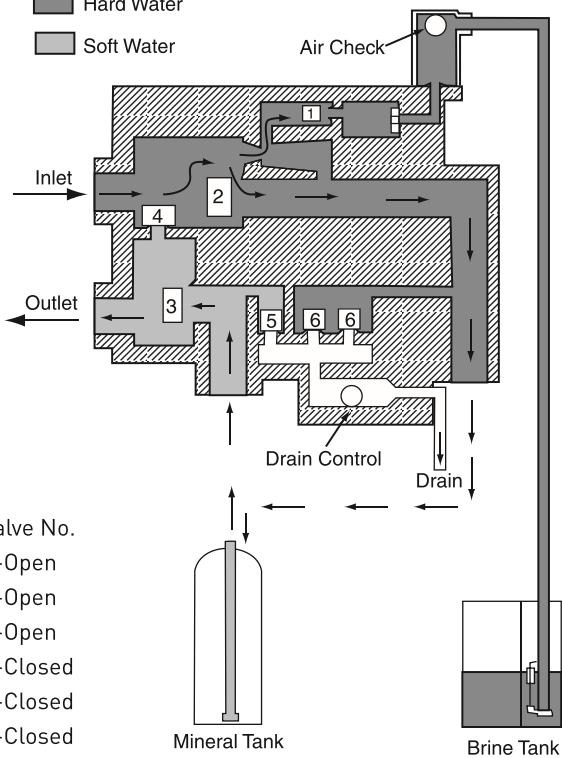 Hard Water
Soft Water
Air Check
1
Inlet
2
4
Outlet
3
5
6
6
Drain Control
Drain
alve No.
-Open
-Open
-Open
-Closed
-Closed
-Closed
Mineral Tank
Brine Tank